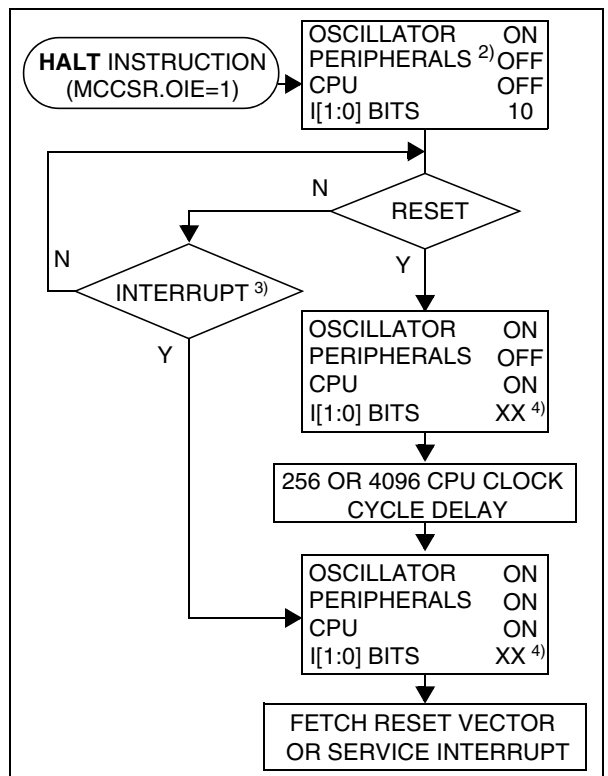 HALT INSTRUCTION
(MCCSR.OIE=1)
OSCILLATOR ON
PERIPHERALS 2) OFF
CPU OFF
I[1:0] BITS 10
N
RESET
N
INTERRUPT 3)
Y
Y
OSCILLATOR ON
PERIPHERALS OFF
CPU ON
I[1:0] BITS XX 4)
256 OR 4096 CPU CLOCK
CYCLE DELAY
OSCILLATOR ON
PERIPHERALS ON
CPU ON
I[1:0] BITS XX 4)
FETCH RESET VECTOR
OR SERVICE INTERRUPT